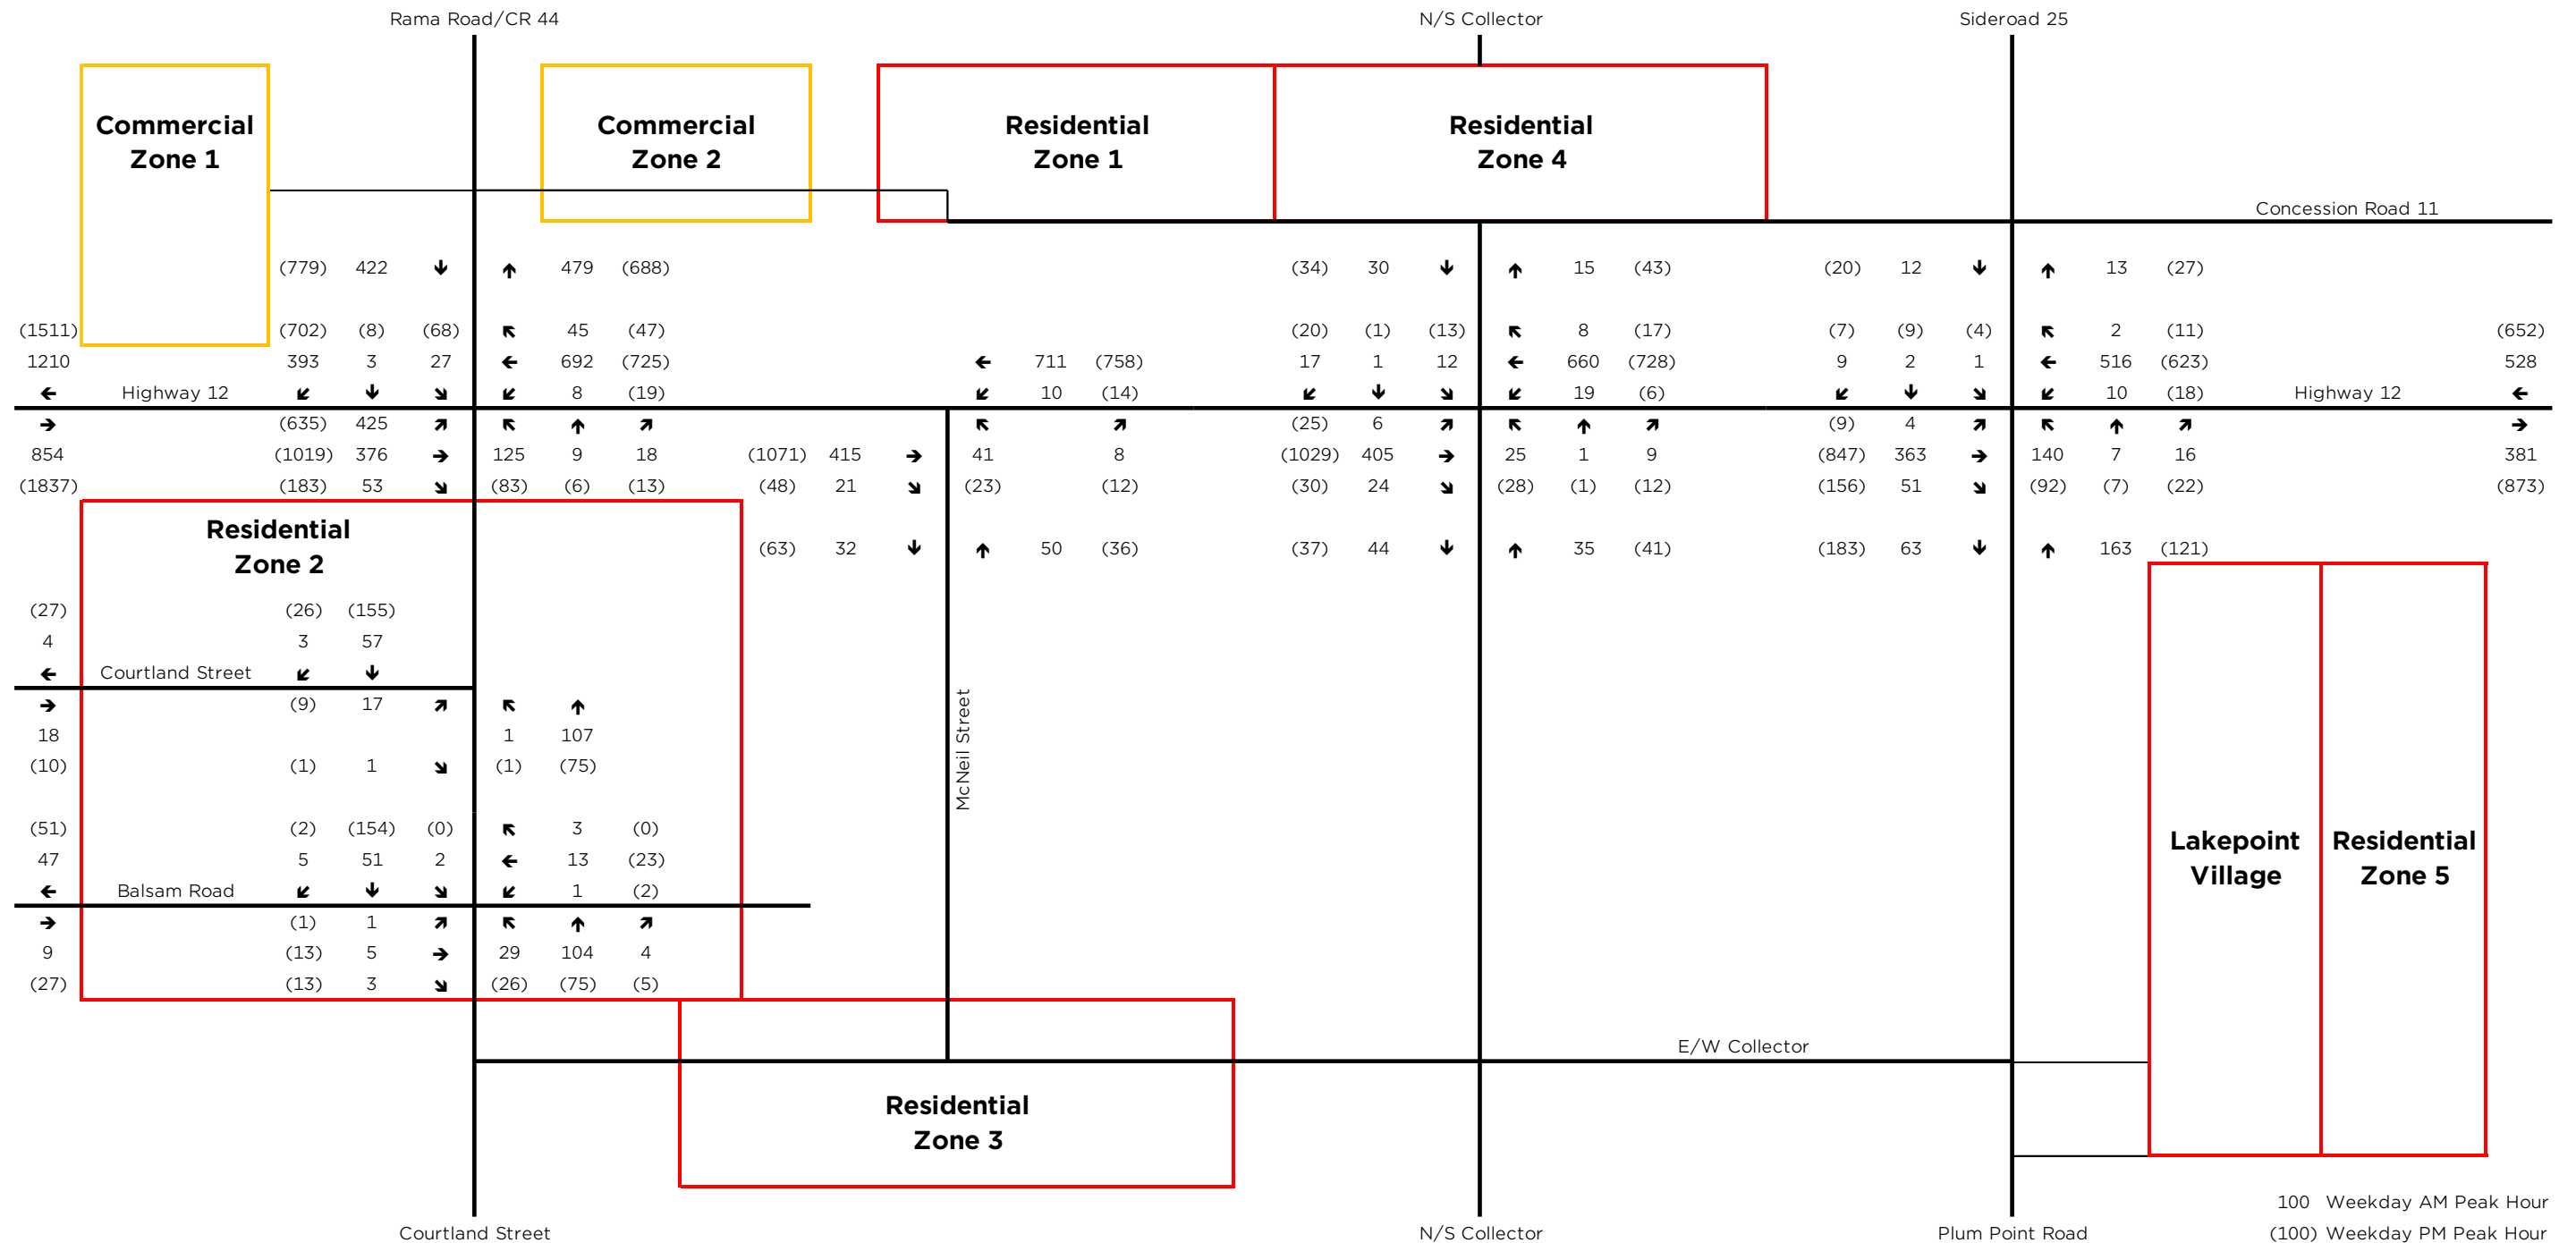 Rama Road/CR 44 N/S Collector Sideroad 25
Commercial Commercial Residential Residential
Zone 1 Zone 2 Zone 1 Zone 4
Concession Road 11
(779) 422 ↓ ↑ 479 (688) (34) 30 ↓ ↑ 15 (43) (20) 12 ↓ ↑ 13 (27)
(1511) (702) (8) (68) ↖ 45 (47) (20) (1) (13) ↖ 8 (17) (7) (9) (4) ↖ 2 (11) (652)
1210 393 3 27 ← 692 (725) ← 711 (758) 17 1 12 ← 660 (728) 9 2 1 ← 516 (623) 528
← Highway 12 ↙ ↓ ↘ ↙ 8 (19) ↙ 10 (14) ↙ ↓ ↘ ↙ 19 (6) ↙ ↓ ↘ ↙ 10 (18) Highway 12 ←
→ (635) 425 ↗ ↖ ↑ ↗ ↖ ↗ (25) 6 ↗ ↖ ↑ ↗ (9) 4 ↗ ↖ ↑ ↗ →
854 (1019) 376 → 125 9 18 (1071) 415 → 41 8 (1029) 405 → 25 1 9 (847) 363 → 140 7 16 381
(1837) (183) 53 ↘ (83) (6) (13) (48) 21 ↘ (23) (12) (30) 24 ↘ (28) (1) (12) (156) 51 ↘ (92) (7) (22) (873)
Residential
Zone 2
(63) 32 ↓ ↑ 50 (36) (37) 44 ↓ ↑ 35 (41) (183) 63 ↓ ↑ 163 (121)
(27) (26) (155)
4 3 57
← Courtland Street ↙ ↓
→ (9) 17 ↗ ↖ ↑
18 1 107
(10) (1) 1 ↘ (1) (75)
McNeil Street
(51) (2) (154) (0) ↖ 3 (0)
47 5 51 2 ← 13 (23)
← Balsam Road ↙ ↓ ↘ ↙ 1 (2)
→ (1) 1 ↗ ↖ ↑ ↗
9 (13) 5 → 29 104 4
(27) (13) 3 ↘ (26) (75) (5)
Lakepoint Residential
Village Zone 5
E/W Collector
Residential
Zone 3
100 Weekday AM Peak Hour
Courtland Street N/S Collector Plum Point Road (100) Weekday PM Peak Hour